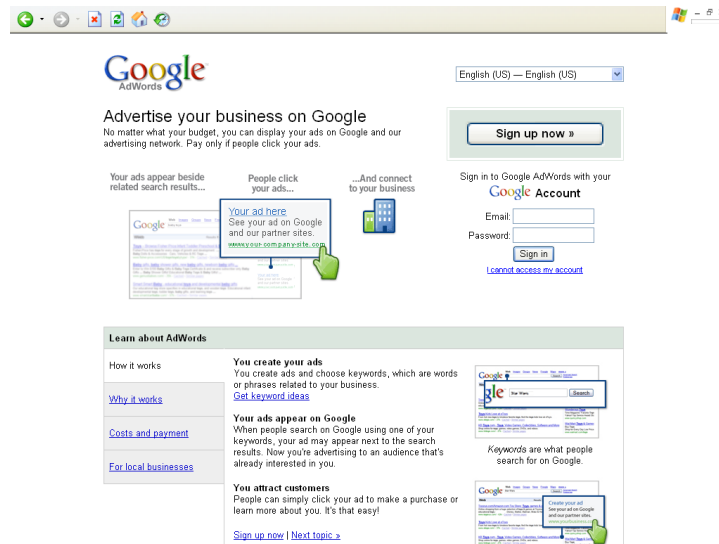 Google
AdWords
English (US) — English (US)
Advertise your business on Google
No matter what your budget, you can display your ads on Google and our
advertising network. Pay only if people click your ads.
Sign up now »
Your ads appear beside
related search results...
People click
your ads...
...And connect
to your business
Google
Your ad here
See your ad on Google
and our partner sites.
www.your-company-site.com
Sign in to Google AdWords with your
Google Account
Email:
Password:
Sign in
I cannot access my account
Learn about AdWords
How it works
Why it works
Costs and payment
For local businesses
You create your ads
You create ads and choose keywords, which are words
or phrases related to your business.
Get keyword ideas
Your ads appear on Google
When people search on Google using one of your
keywords, your ad may appear next to the search
results. Now you're advertising to an audience that's
already interested in you.
You attract customers
People can simply click your ad to make a purchase or
learn more about you. It's that easy!
Sign up now | Next topic »
Google
gle
Star Wars
Search
Keywords are what people
search for on Google.
Google
Create your ad
See your ad on Google
and our partner sites.